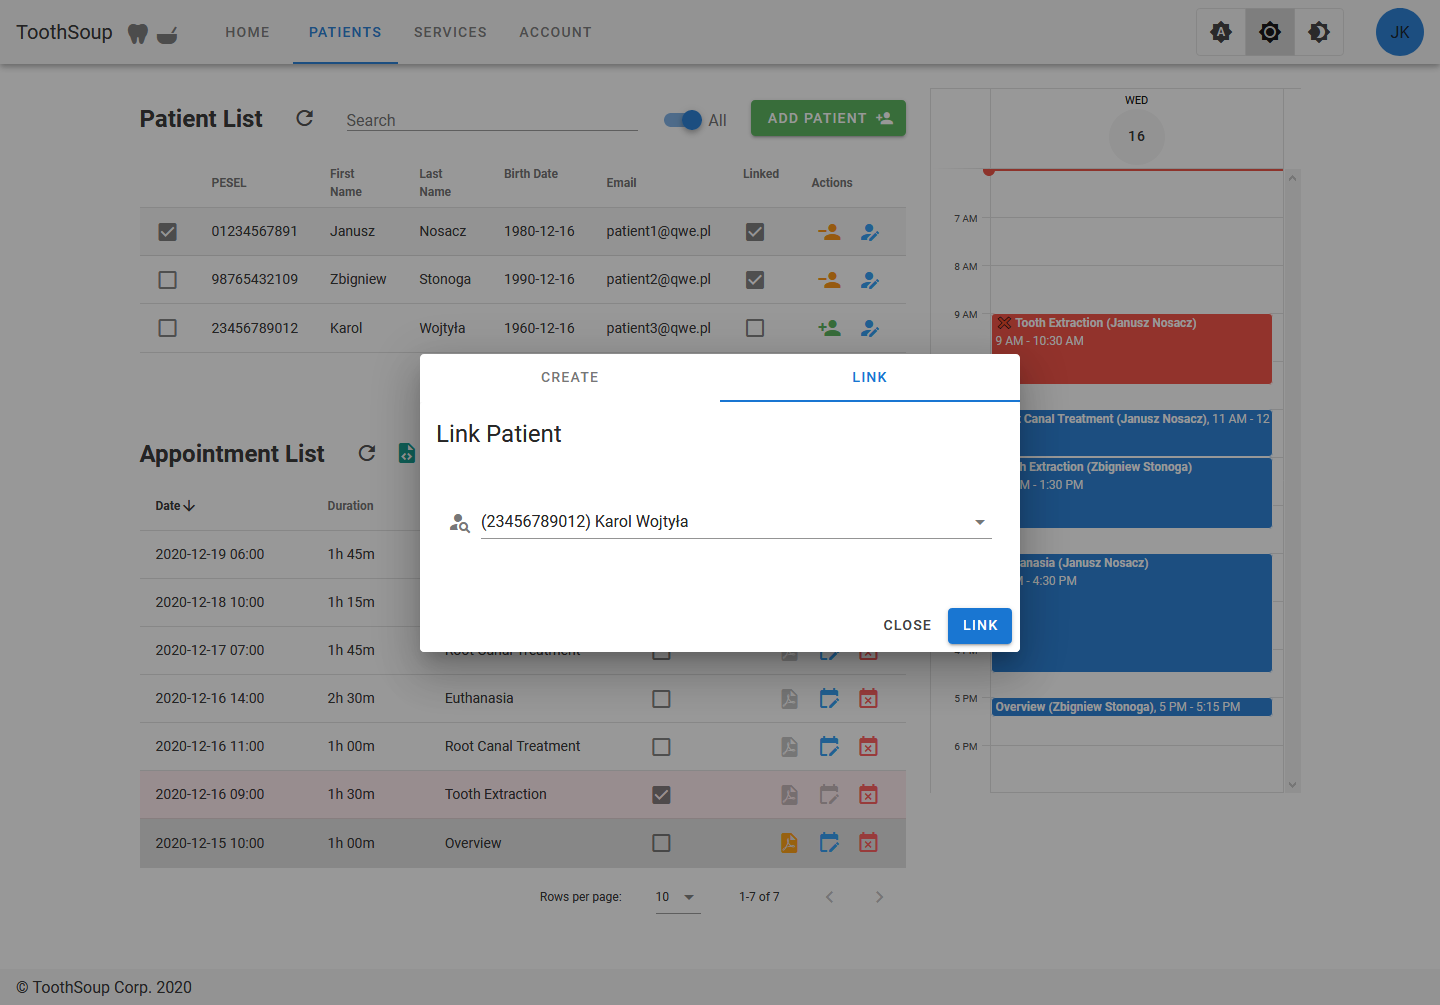 ToothSoup
HOME
PATIENTS
SERVICES
ACCOUNT
A
JK
Patient List
Search
All
ADD PATIENT
PESEL
First Name
Last Name
Birth Date
Email
Linked
Actions
01234567891 Janusz Nosacz 1980-12-16 patient1@qwe.pl
98765432109 Zbigniew Stonoga 1990-12-16 patient2@qwe.pl
23456789012 Karol Wojtyła 1960-12-16 patient3@qwe.pl
CREATE
LINK
Link Patient
(23456789012) Karol Wojtyła
CLOSE
LINK
Appointment List
Date
Duration
2020-12-19 06:00 1h 45m
2020-12-18 10:00 1h 15m
2020-12-17 07:00 1h 45m Root Canal Treatment
2020-12-16 14:00 2h 30m Euthanasia
2020-12-16 11:00 1h 00m Root Canal Treatment
2020-12-16 09:00 1h 30m Tooth Extraction
2020-12-15 10:00 1h 00m Overview
Rows per page:
10
1-7 of 7
WED
16
7 AM
8 AM
9 AM
Tooth Extraction (Janusz Nosacz)
9 AM - 10:30 AM
Canal Treatment (Janusz Nosacz), 11 AM - 12
h Extraction (Zbigniew Stonoga)
M - 1:30 PM
anasia (Janusz Nosacz)
- 4:30 PM
5 PM
Overview (Zbigniew Stonoga), 5 PM - 5:15 PM
6 PM
© ToothSoup Corp. 2020